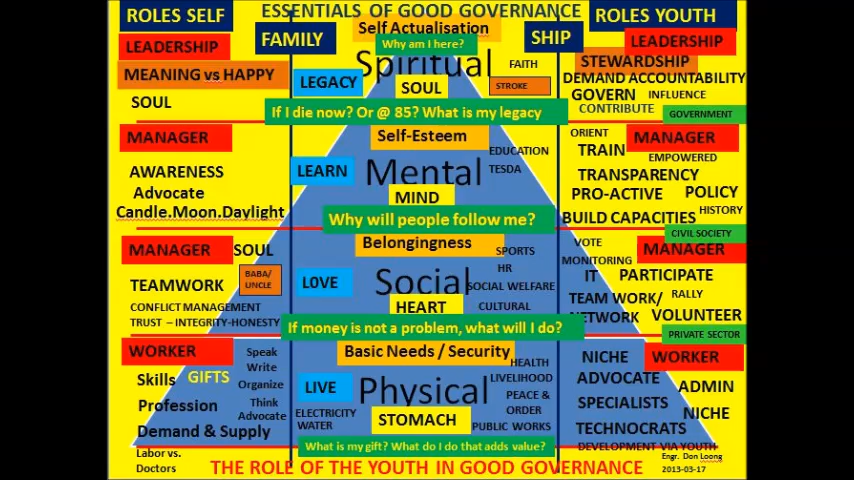 ROLES SELF
ESSENTIALS OF GOOD GOVERNANCE
ROLES YOUTH
LEADERSHIP
FAMILY
Self Actualisation
Why am I here?
SHIP
LEADERSHIP
MEANING vs HAPPY
LEGACY
Spiritual
FAITH
STEWARDSHIP
SOUL
SOUL
STROKE
DEMAND ACCOUNTABILITY
GOVERN
INFLUENCE
CONTRIBUTE
If I die now? Or @ 85? What is my legacy
GOVERNMENT
MANAGER
Self-Esteem
ORIENT
MANAGER
EDUCATION
TRAIN
EMPOWERED
AWARENESS
LEARN
Mental
TESDA
TRANSPARENCY
Advocate
MIND
PRO-ACTIVE
POLICY
Candle.Moon.Daylight
HISTORY
Why will people follow me?
BUILD CAPACITIES
CIVIL SOCIETY
MANAGER
SOUL
Belongingness
SPORTS
VOTE
MANAGER
MONITORING
TEAMWORK
BABA/
UNCLE
L0VE
Social
HR
SOCIAL WELFARE
IT
PARTICIPATE
CONFLICT MANAGEMENT
HEART
CULTURAL
TEAM WORK/
NETWORK
RALLY
TRUST – INTEGRITY-HONESTY
VOLUNTEER
If money is not a problem, what will I do?
PRIVATE SECTOR
WORKER
Speak
Basic Needs / Security
NICHE
WORKER
Write
HEALTH
Skills
GIFTS
Organize
LIVE
Physical
LIVELIHOOD
ADVOCATE
ADMIN
Profession
Think
Advocate
ELECTRICITY
WATER
STOMACH
PEACE &
ORDER
SPECIALISTS
NICHE
Demand & Supply
PUBLIC WORKS
TECHNOCRATS
What is my gift? What do I do that adds value?
DEVELOPMENT VIA YOUTH
Labor vs.
Doctors
THE ROLE OF THE YOUTH IN GOOD GOVERNANCE
Engr. Don Loong
2013-03-17